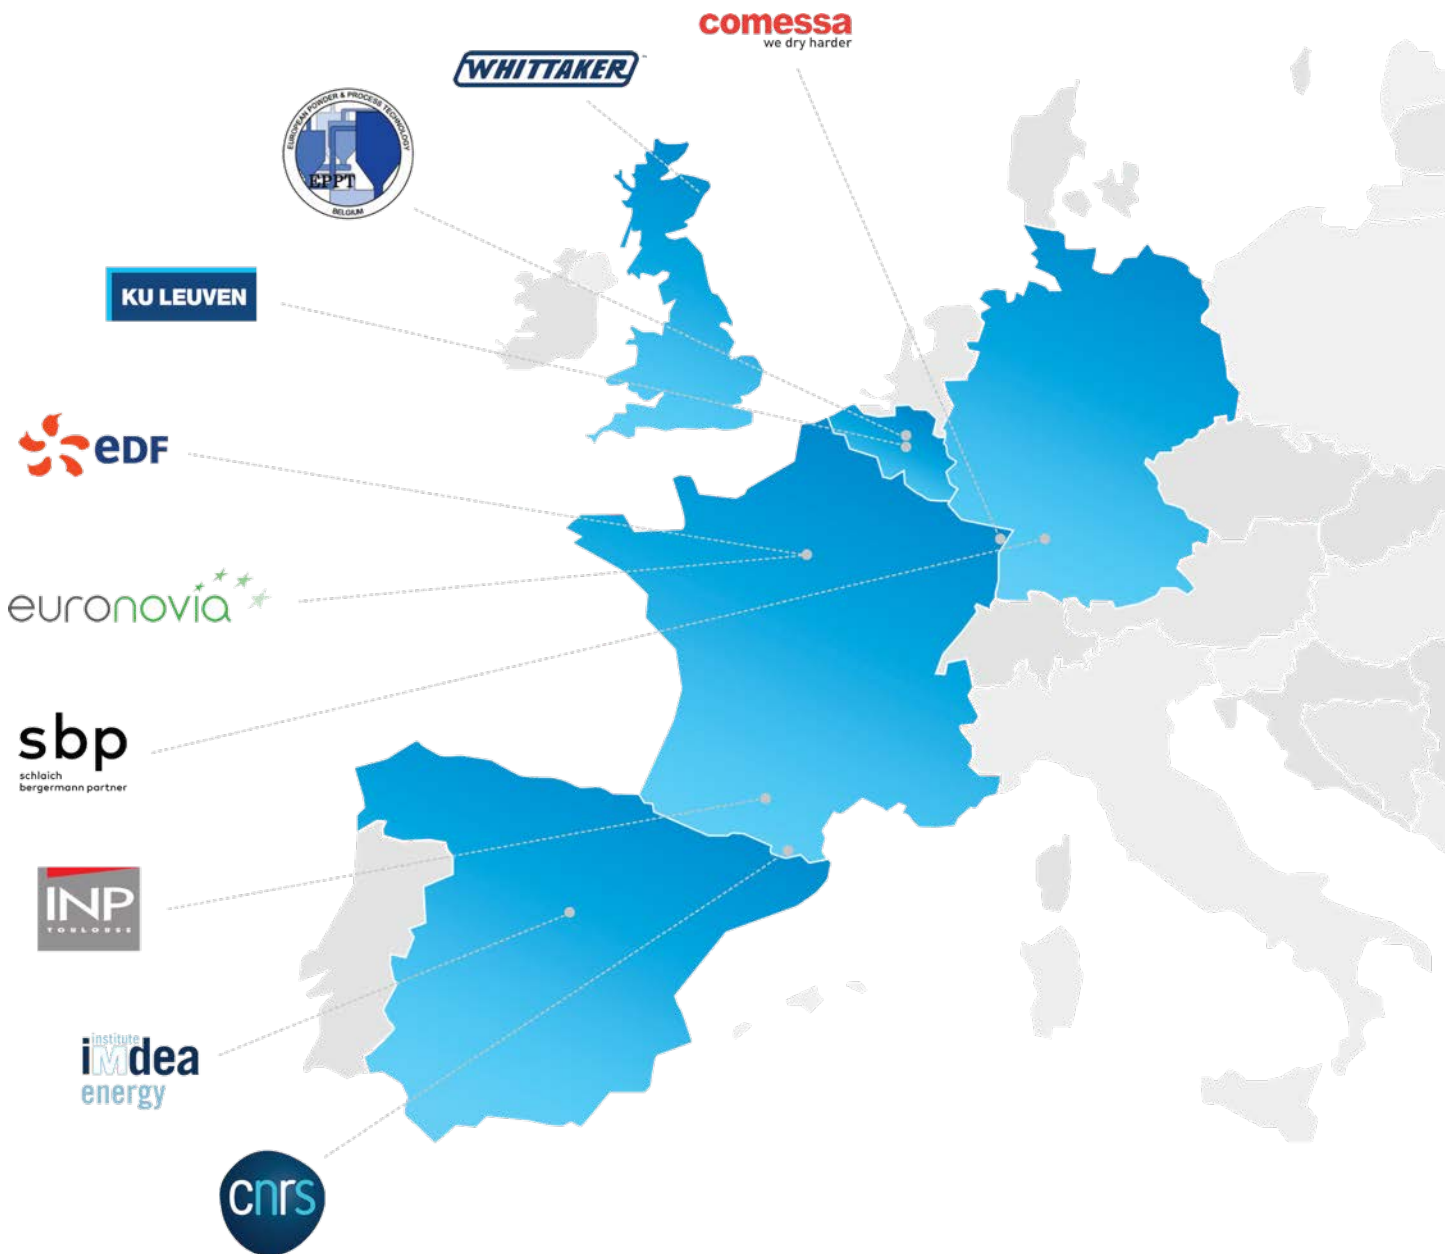 comessa
we dry harder
WHITTAKER
EUROPEAN POWDER & PROCESS TECHNOLOGY
EPPT
BELGIUM
KU LEUVEN
eDF
euronovia
sbp
schlaich
bergermann partner
INP
TOULOUSE
institute
iMdea
energy
cnrs